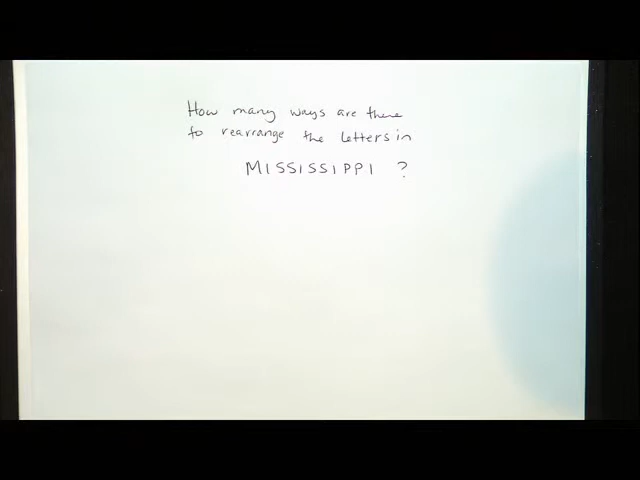 How many ways are there
to rearrange the letters in
MISSISSIPPI ?